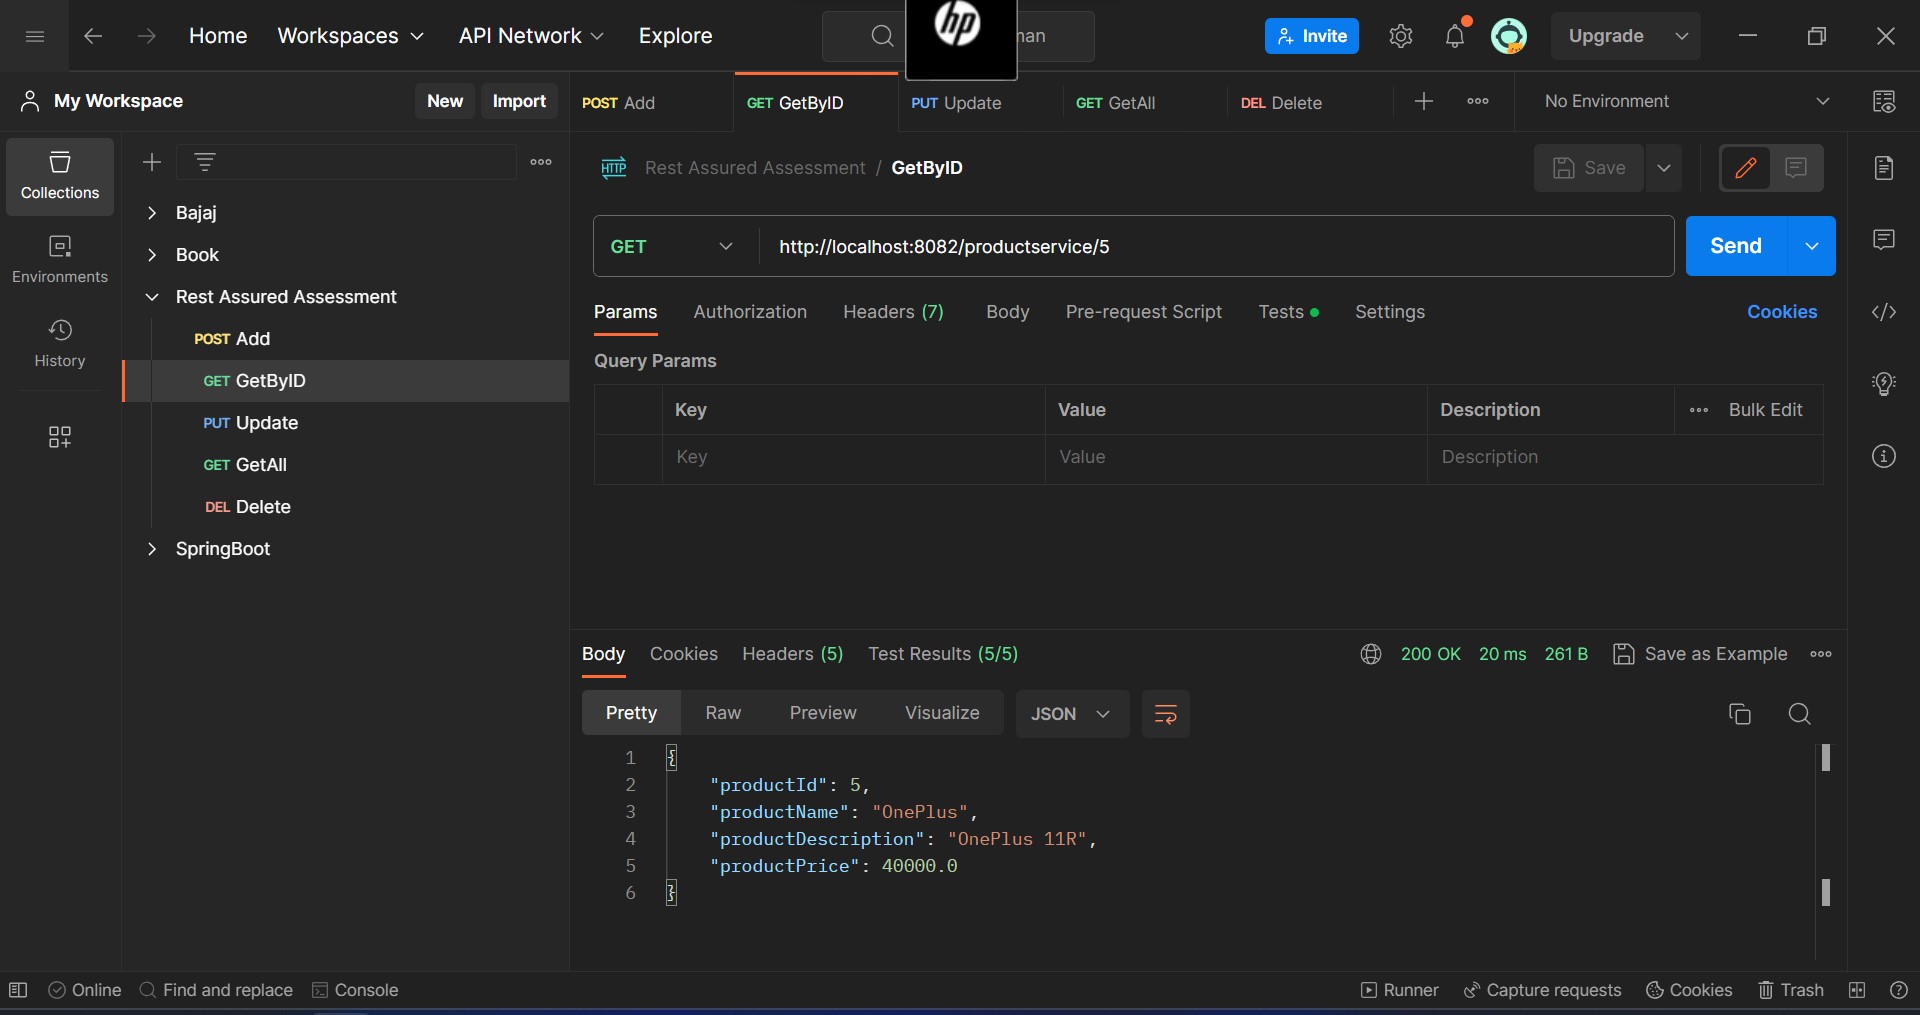 Home Workspaces API Network Explore Invite Upgrade
My Workspace New Import
POST Add GET GetByID PUT Update GET GetAll DEL Delete No Environment
Collections
Environments
History
Bajaj
Book
Rest Assured Assessment
POST Add
GET GetByID
PUT Update
GET GetAll
DEL Delete
SpringBoot
HTTP Rest Assured Assessment / GetByID Save
GET http://localhost:8082/productservice/5 Send
Params Authorization Headers (7) Body Pre-request Script Tests Settings Cookies
Query Params
Key Value Description Bulk Edit
Key Value Description
Body Cookies Headers (5) Test Results (5/5) 200 OK 20 ms 261 B Save as Example
Pretty Raw Preview Visualize JSON
1 {
2 "productId": 5,
3 "productName": "OnePlus",
4 "productDescription": "OnePlus 11R",
5 "productPrice": 40000.0
6 }
Online Find and replace Console Runner Capture requests Cookies Trash
hp